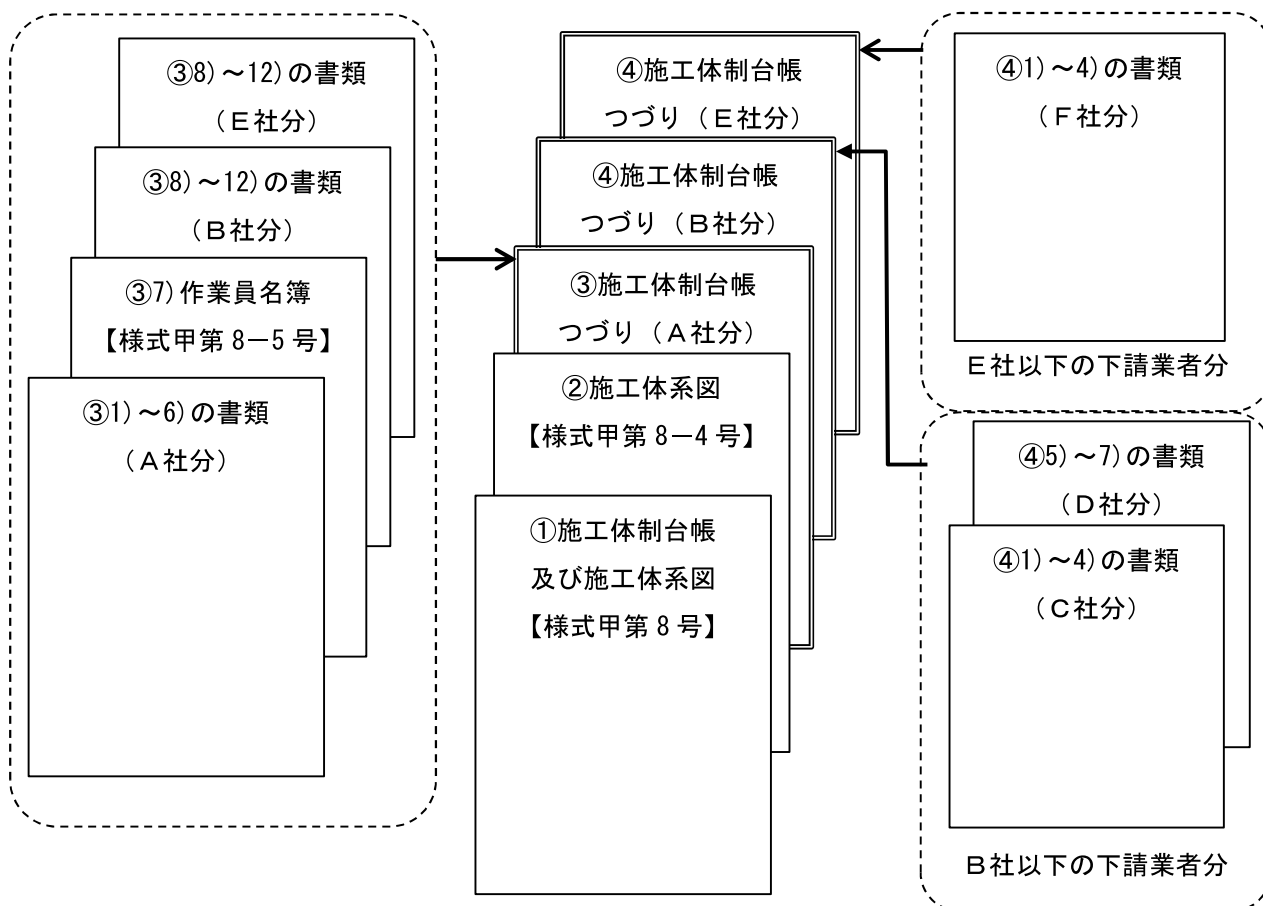 ③8)～12)の書類
（Ｅ社分）
③8)～12)の書類
（Ｂ社分）
③7)作業員名簿
【様式甲第8－5号】
③1)～6)の書類
（Ａ社分）
④施工体制台帳
つづり（Ｅ社分）
④施工体制台帳
つづり（Ｂ社分）
③施工体制台帳
つづり（Ａ社分）
②施工体系図
【様式甲第8－4号】
①施工体制台帳
及び施工体系図
【様式甲第8号】
④1)～4)の書類
（Ｆ社分）
Ｅ社以下の下請業者分
④5)～7)の書類
（Ｄ社分）
④1)～4)の書類
（Ｃ社分）
Ｂ社以下の下請業者分